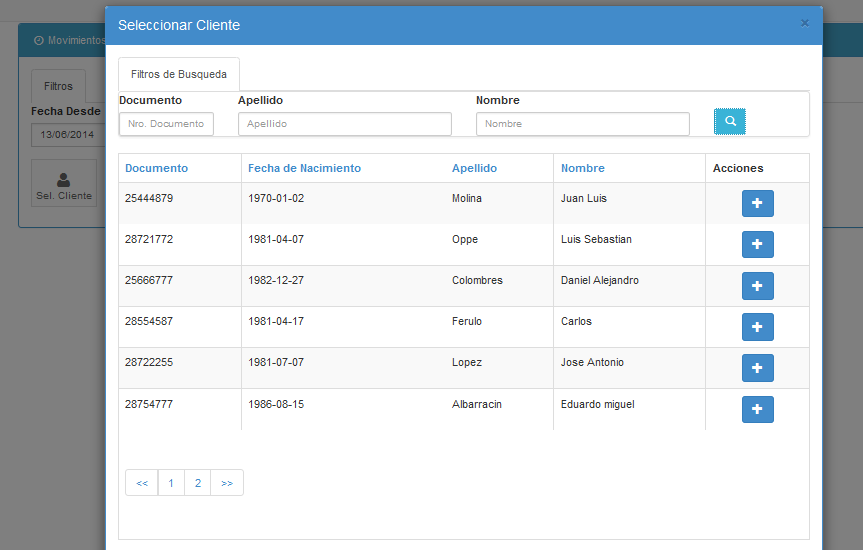 Seleccionar Cliente ×
Movimientos
Filtros de Busqueda
Filtros
Documento Apellido Nombre
Fecha Desde
Nro. Documento Apellido Nombre
13/06/2014
Documento Fecha de Nacimiento Apellido Nombre Acciones
Sel. Cliente
25444879 1970-01-02 Molina Juan Luis
28721772 1981-04-07 Oppe Luis Sebastian
25666777 1982-12-27 Colombres Daniel Alejandro
28554587 1981-04-17 Ferulo Carlos
28722255 1981-07-07 Lopez Jose Antonio
28754777 1986-08-15 Albarracin Eduardo miguel
<< 1 2 >>